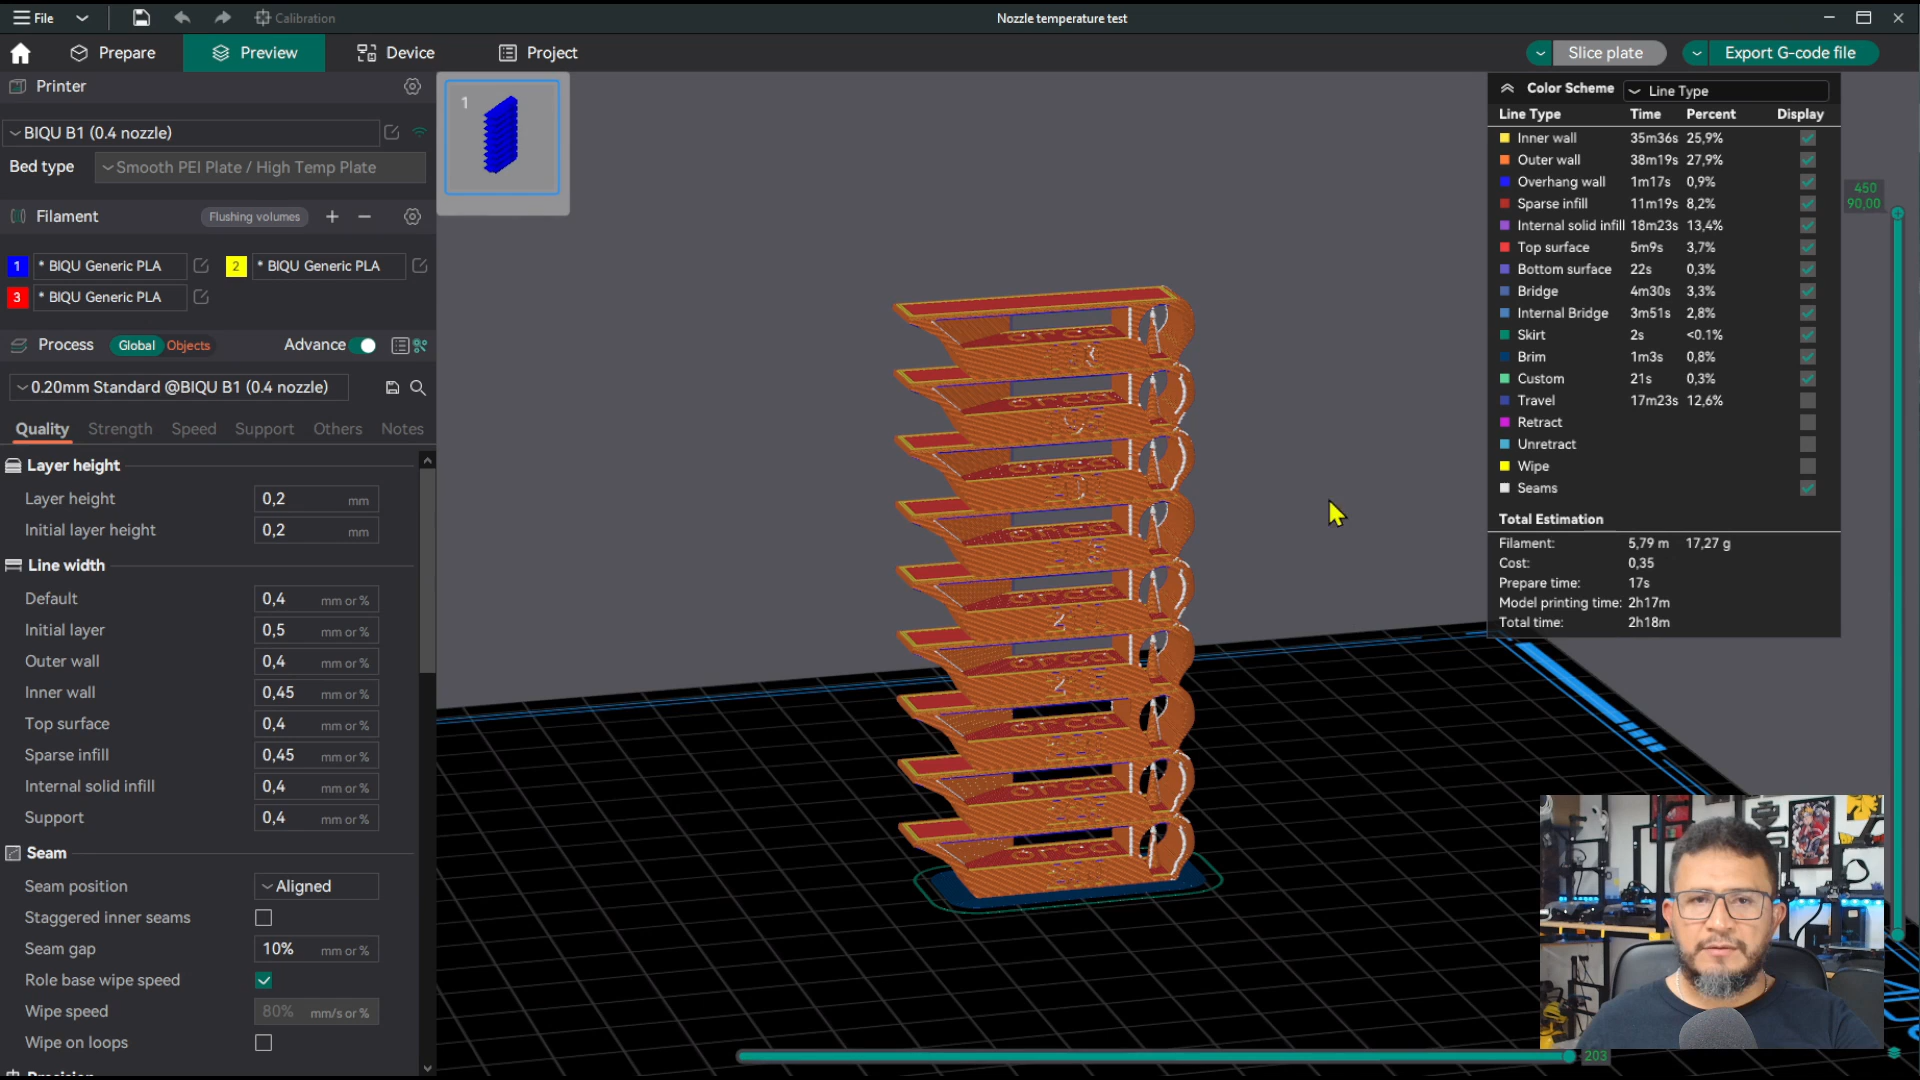 File
Calibration
Nozzle temperature test
Prepare
Preview
Device
Project
Slice plate
Export G-code file
Printer
BIQU B1 (0.4 nozzle)
Bed type
Smooth PEI Plate / High Temp Plate
Filament
Flushing volumes
1 * BIQU Generic PLA
2 * BIQU Generic PLA
3 * BIQU Generic PLA
Process
Global
Objects
Advance
0.20mm Standard @BIQU B1 (0.4 nozzle)
Quality
Strength
Speed
Support
Others
Notes
Layer height
Layer height 0,2 mm
Initial layer height 0,2 mm
Line width
Default 0,4 mm or %
Initial layer 0,5 mm or %
Outer wall 0,4 mm or %
Inner wall 0,45 mm or %
Top surface 0,4 mm or %
Sparse infill 0,45 mm or %
Internal solid infill 0,4 mm or %
Support 0,4 mm or %
Seam
Seam position Aligned
Staggered inner seams
Seam gap 10% mm or %
Role base wipe speed
Wipe speed 80% mm/s or %
Wipe on loops
Precision
1
Color Scheme Line Type
Line Type Time Percent Display
Inner wall 35m36s 25,9%
Outer wall 38m19s 27,9%
Overhang wall 1m17s 0,9%
Sparse infill 11m19s 8,2%
Internal solid infill 18m23s 13,4%
Top surface 5m9s 3,7%
Bottom surface 22s 0,3%
Bridge 4m30s 3,3%
Internal Bridge 3m51s 2,8%
Skirt 2s <0.1%
Brim 1m3s 0,8%
Custom 21s 0,3%
Travel 17m23s 12,6%
Retract
Unretract
Wipe
Seams
Total Estimation
Filament: 5,79 m 17,27 g
Cost: 0,35
Prepare time: 17s
Model printing time: 2h17m
Total time: 2h18m
450
90,00
203